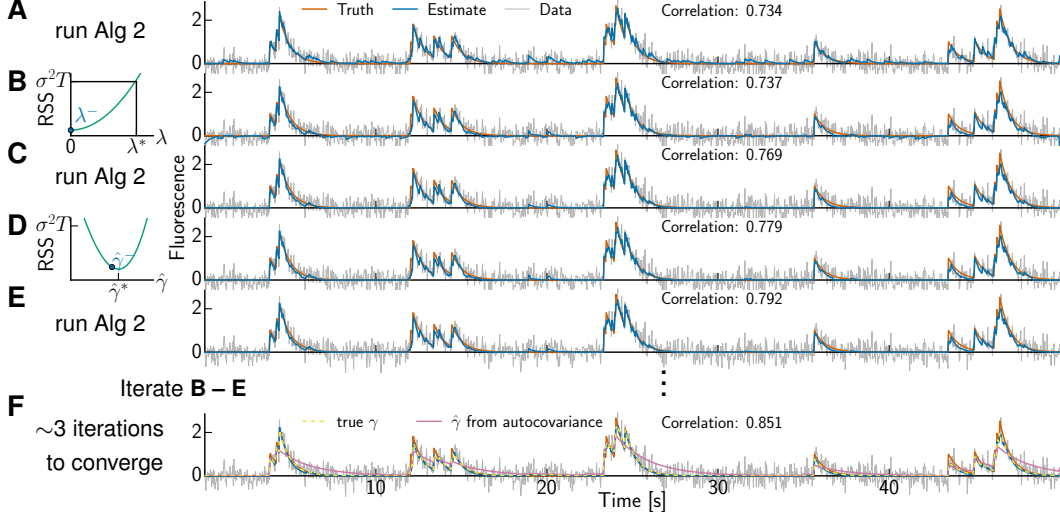 A
run Alg 2
2
0
Truth
Estimate
Data
Correlation: 0.734
B
RSS
σ²T
λ⁻
0
λ*
λ
2
0
Correlation: 0.737
C
run Alg 2
2
0
Correlation: 0.769
Fluorescence
D
RSS
σ²T
γ̂⁻
γ̂*
γ̂
2
0
Correlation: 0.779
E
run Alg 2
2
0
Correlation: 0.792
Iterate B – E
⋮
F
∼3 iterations
to converge
2
0
true γ
γ̂ from autocovariance
Correlation: 0.851
10
20
30
40
Time [s]